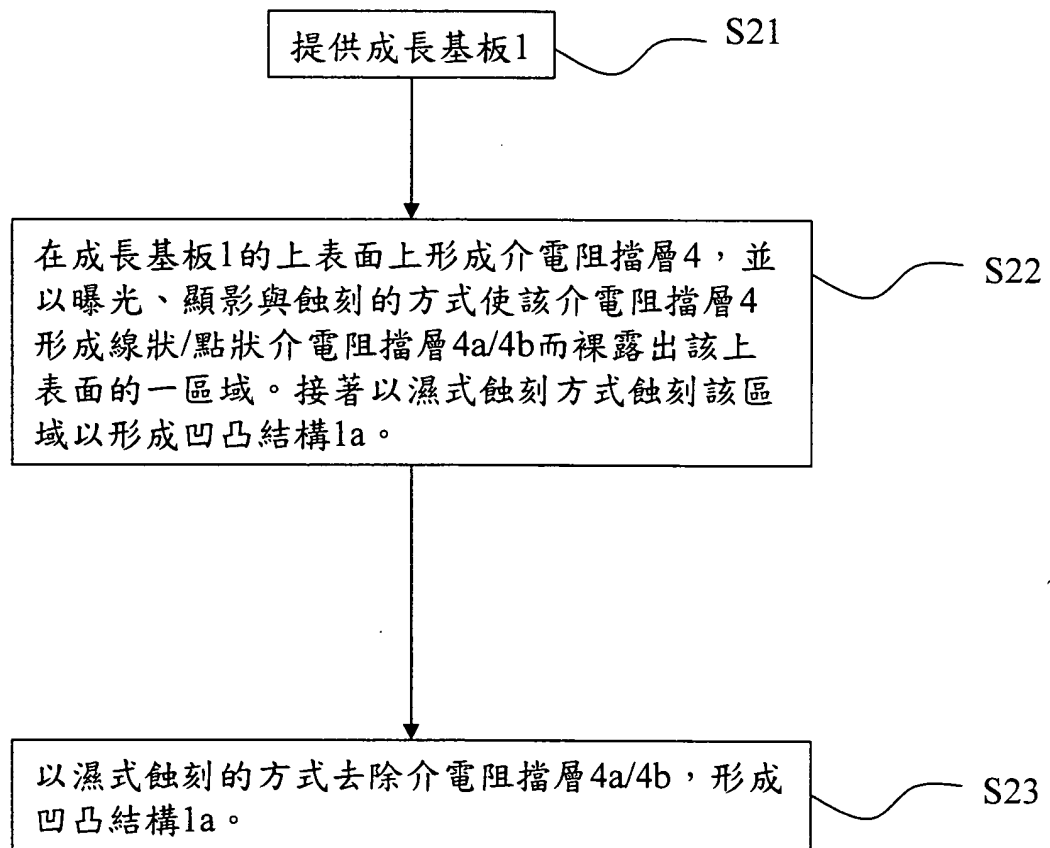 提供成長基板1
S21
在成長基板1的上表面上形成介電阻擋層4，並
以曝光、顯影與蝕刻的方式使該介電阻擋層4
形成線狀/點狀介電阻擋層4a/4b而裸露出該上
表面的一區域。接著以濕式蝕刻方式蝕刻該區
域以形成凹凸結構1a。
S22
以濕式蝕刻的方式去除介電阻擋層4a/4b，形成
凹凸結構1a。
S23